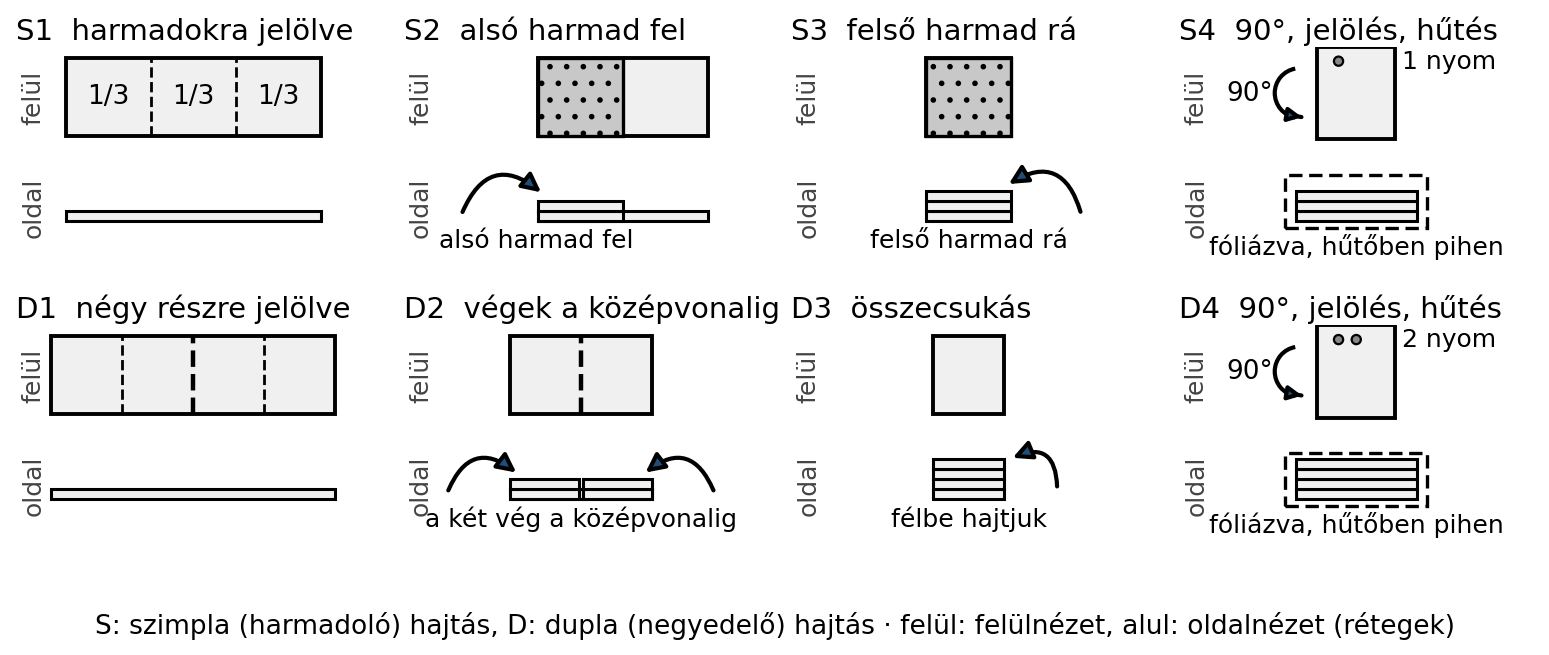 S1 harmadokra jelölve
felül
1/3 1/3 1/3
oldal
S2 alsó harmad fel
felül
oldal
alsó harmad fel
S3 felső harmad rá
felül
oldal
felső harmad rá
S4 90°, jelölés, hűtés
felül
90°
1 nyom
oldal
fóliázva, hűtőben pihen
D1 négy részre jelölve
felül
oldal
D2 végek a középvonalig
felül
oldal
a két vég a középvonalig
D3 összecsukás
felül
oldal
félbe hajtjuk
D4 90°, jelölés, hűtés
felül
90°
2 nyom
oldal
fóliázva, hűtőben pihen
S: szimpla (harmadoló) hajtás, D: dupla (negyedelő) hajtás · felül: felülnézet, alul: oldalnézet (rétegek)